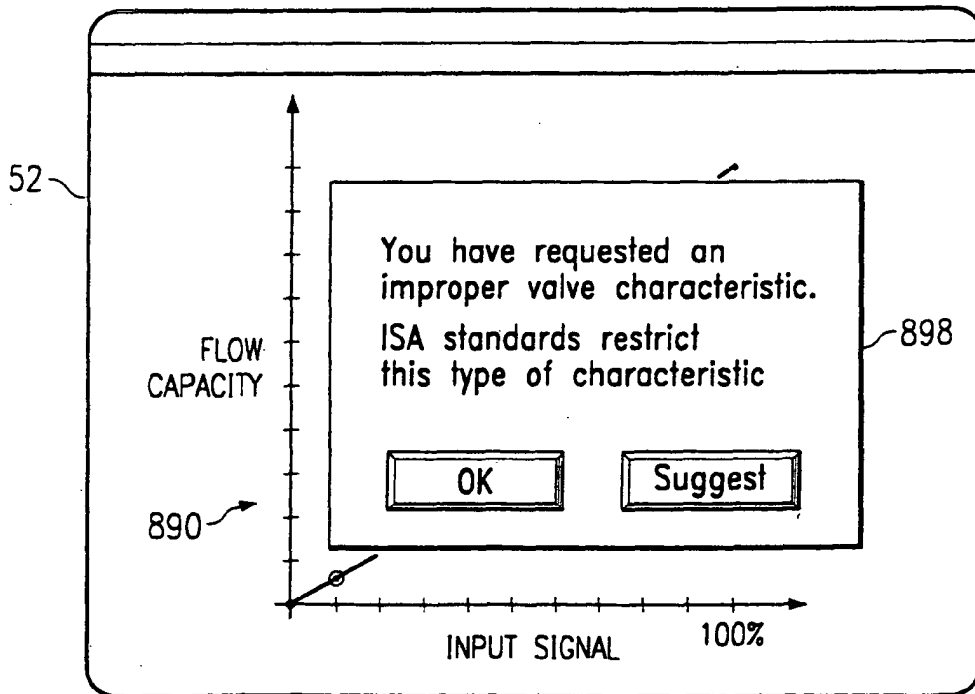 52
You have requested an
improper valve characteristic.
ISA standards restrict
this type of characteristic
898
FLOW
CAPACITY
OK
Suggest
890
INPUT SIGNAL
100%